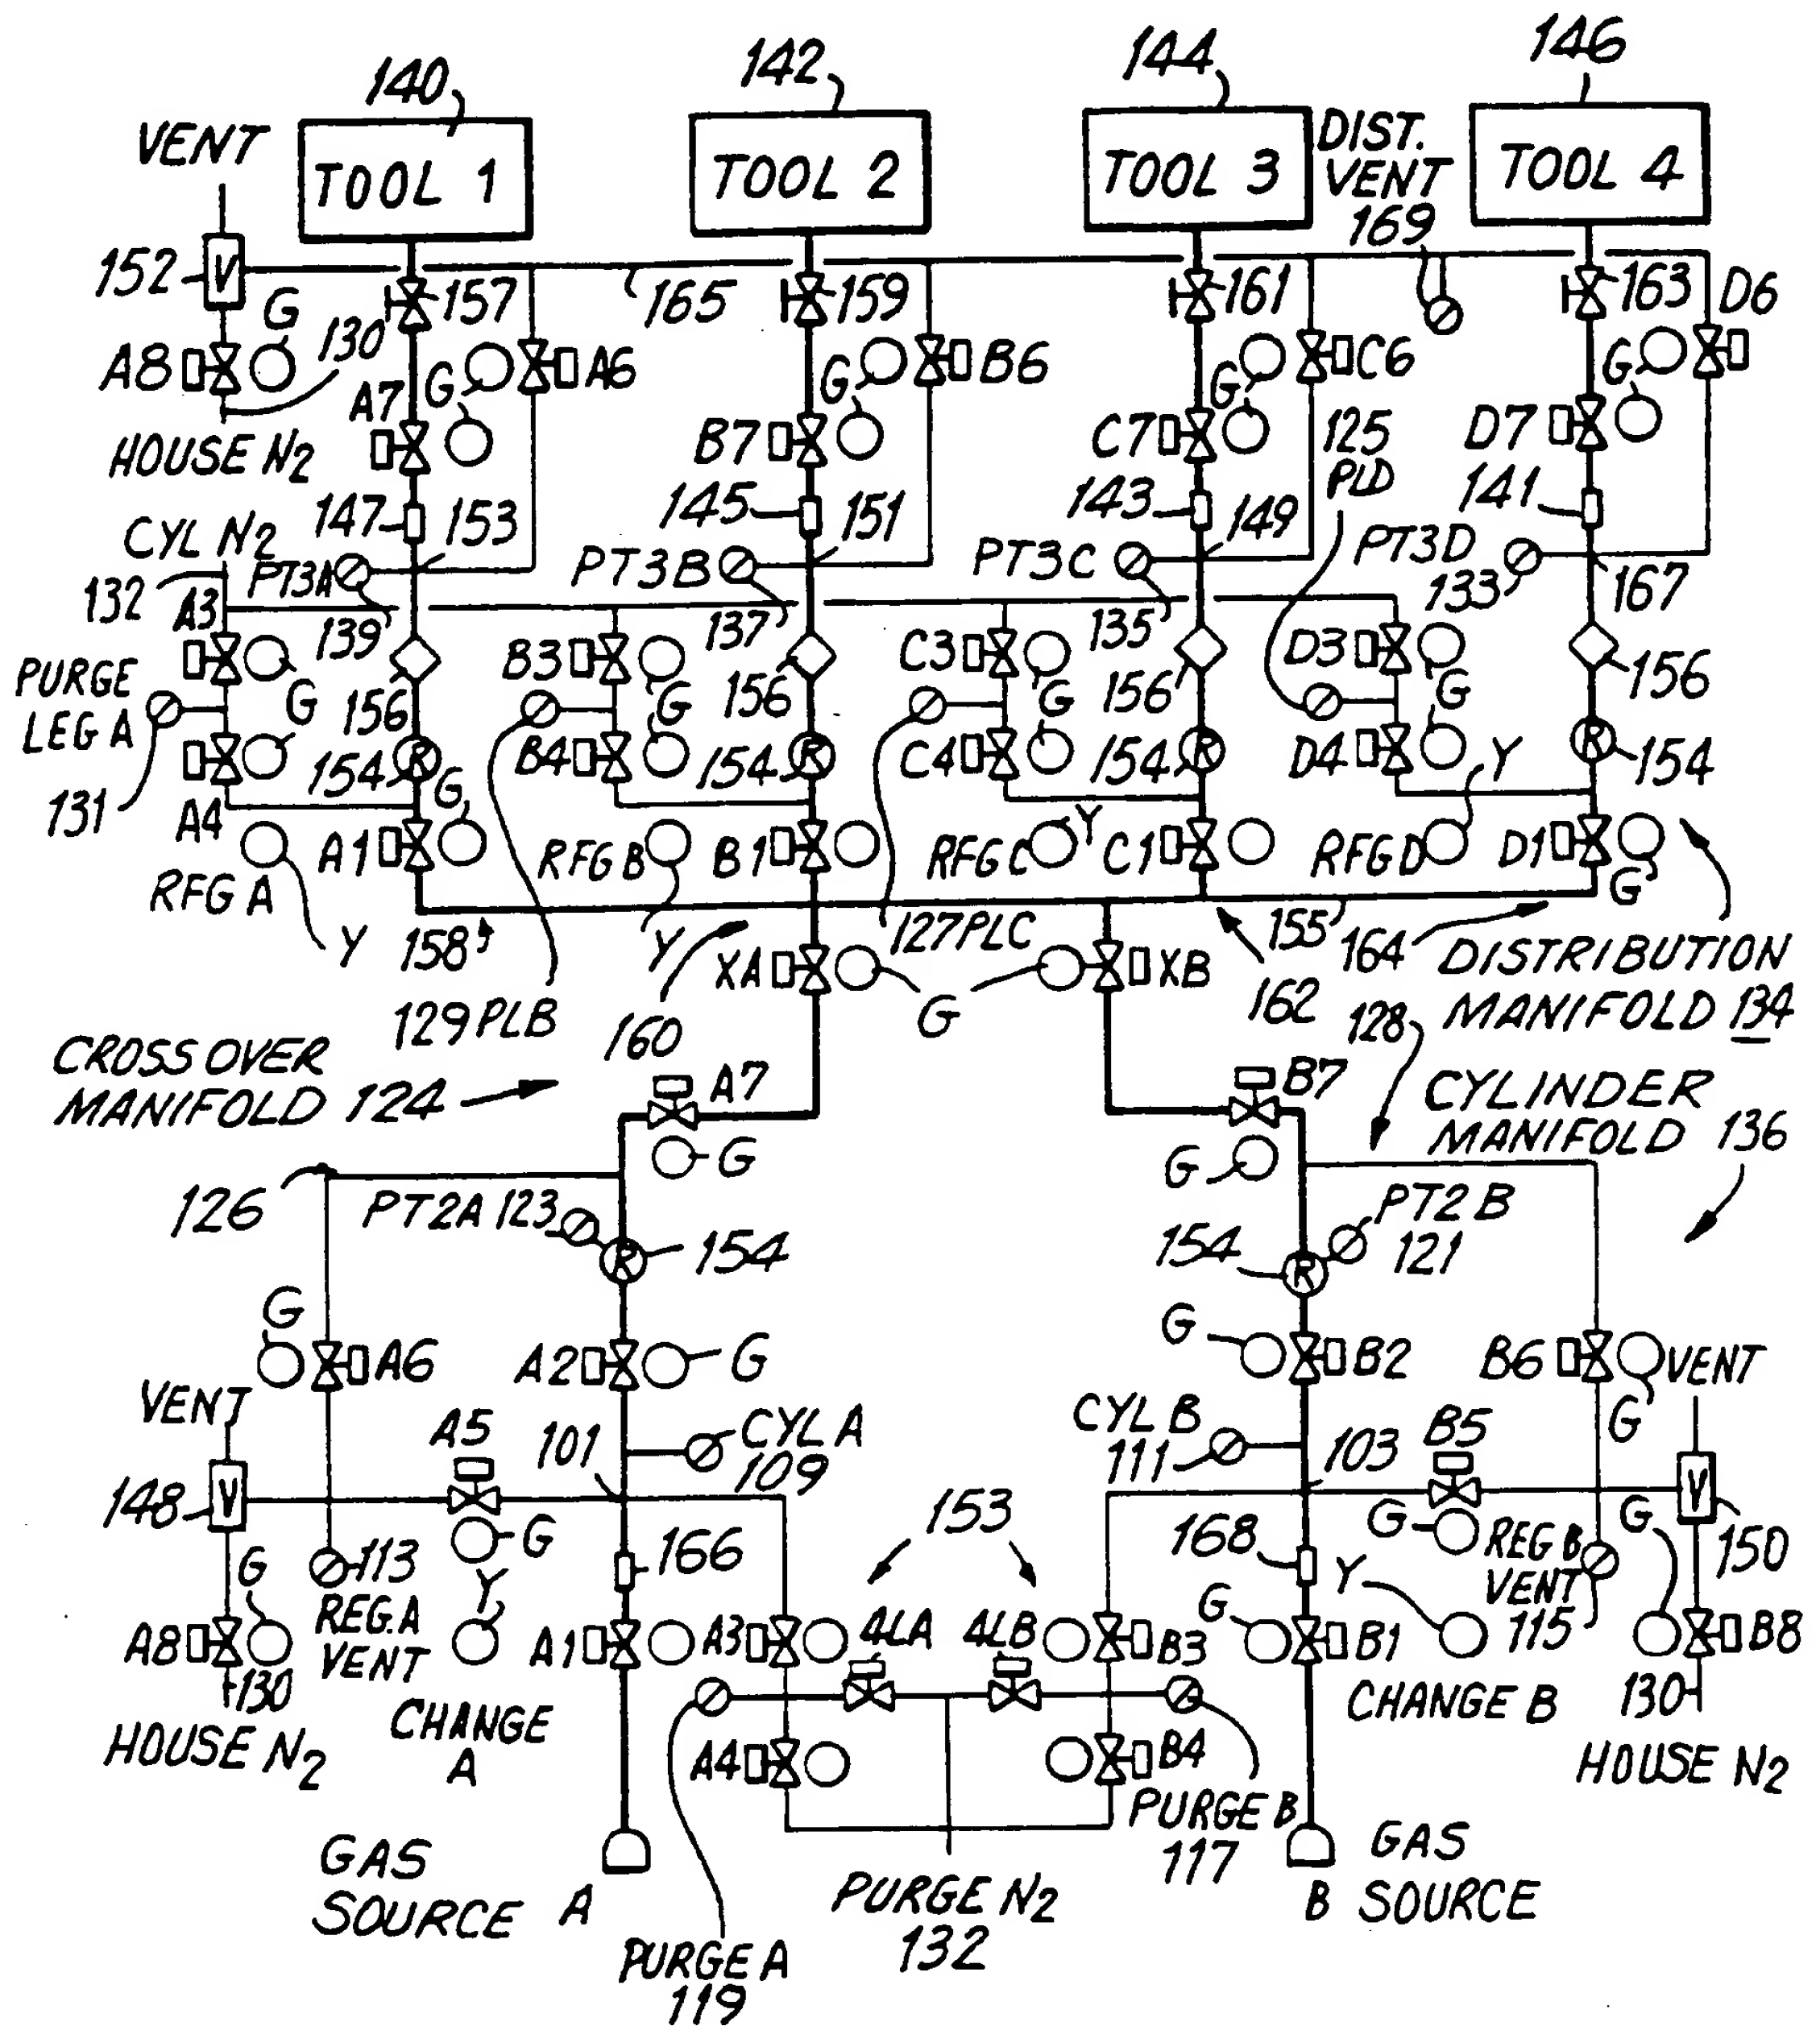 140
142
144
146
VENT
TOOL 1
TOOL 2
TOOL 3
DIST.
VENT
169
TOOL 4
152
V
G
157
165
159
161
163
D6
A8
130
A7
G
A6
G
B6
G
C6
G
HOUSE N2
B7
C7
125
PLD
D7
147
153
145
151
143
149
141
CYL N2
132
PT3A
PT3B
PT3C
PT3D
133
167
A3
139
137
135
B3
C3
D3
PURGE
LEG A
G
G
156
156
G
156
G
G
156
131
A4
154
R
B4
154
R
C4
154
R
D4
Y
R
154
G
RFG A
A1
RFG B
B1
RFG C
Y
C1
RFG D
D1
G
Y
158
Y
127 PLC
155
164
DISTRIBUTION
MANIFOLD 134
129 PLB
160
XA
G
XB
162
128
CROSS OVER
MANIFOLD 124
A7
G
B7
G
CYLINDER
MANIFOLD
136
126
PT2A 123
R
154
154
R
PT2B
121
G
A6
A2
G
G
B2
B6
G
VENT
VENT
A5
101
CYL A
109
CYL B
111
103
B5
148
V
G
153
G
G
V
150
G
113
REG.A
VENT
Y
166
168
Y
REG B
VENT
115
A8
130
HOUSE N2
A1
A3
4LA
4LB
B3
G
B1
B8
130
HOUSE N2
CHANGE
A
CHANGE B
A4
B4
PURGE B
117
GAS
SOURCE A
PURGE N2
132
GAS
B SOURCE
PURGE A
119